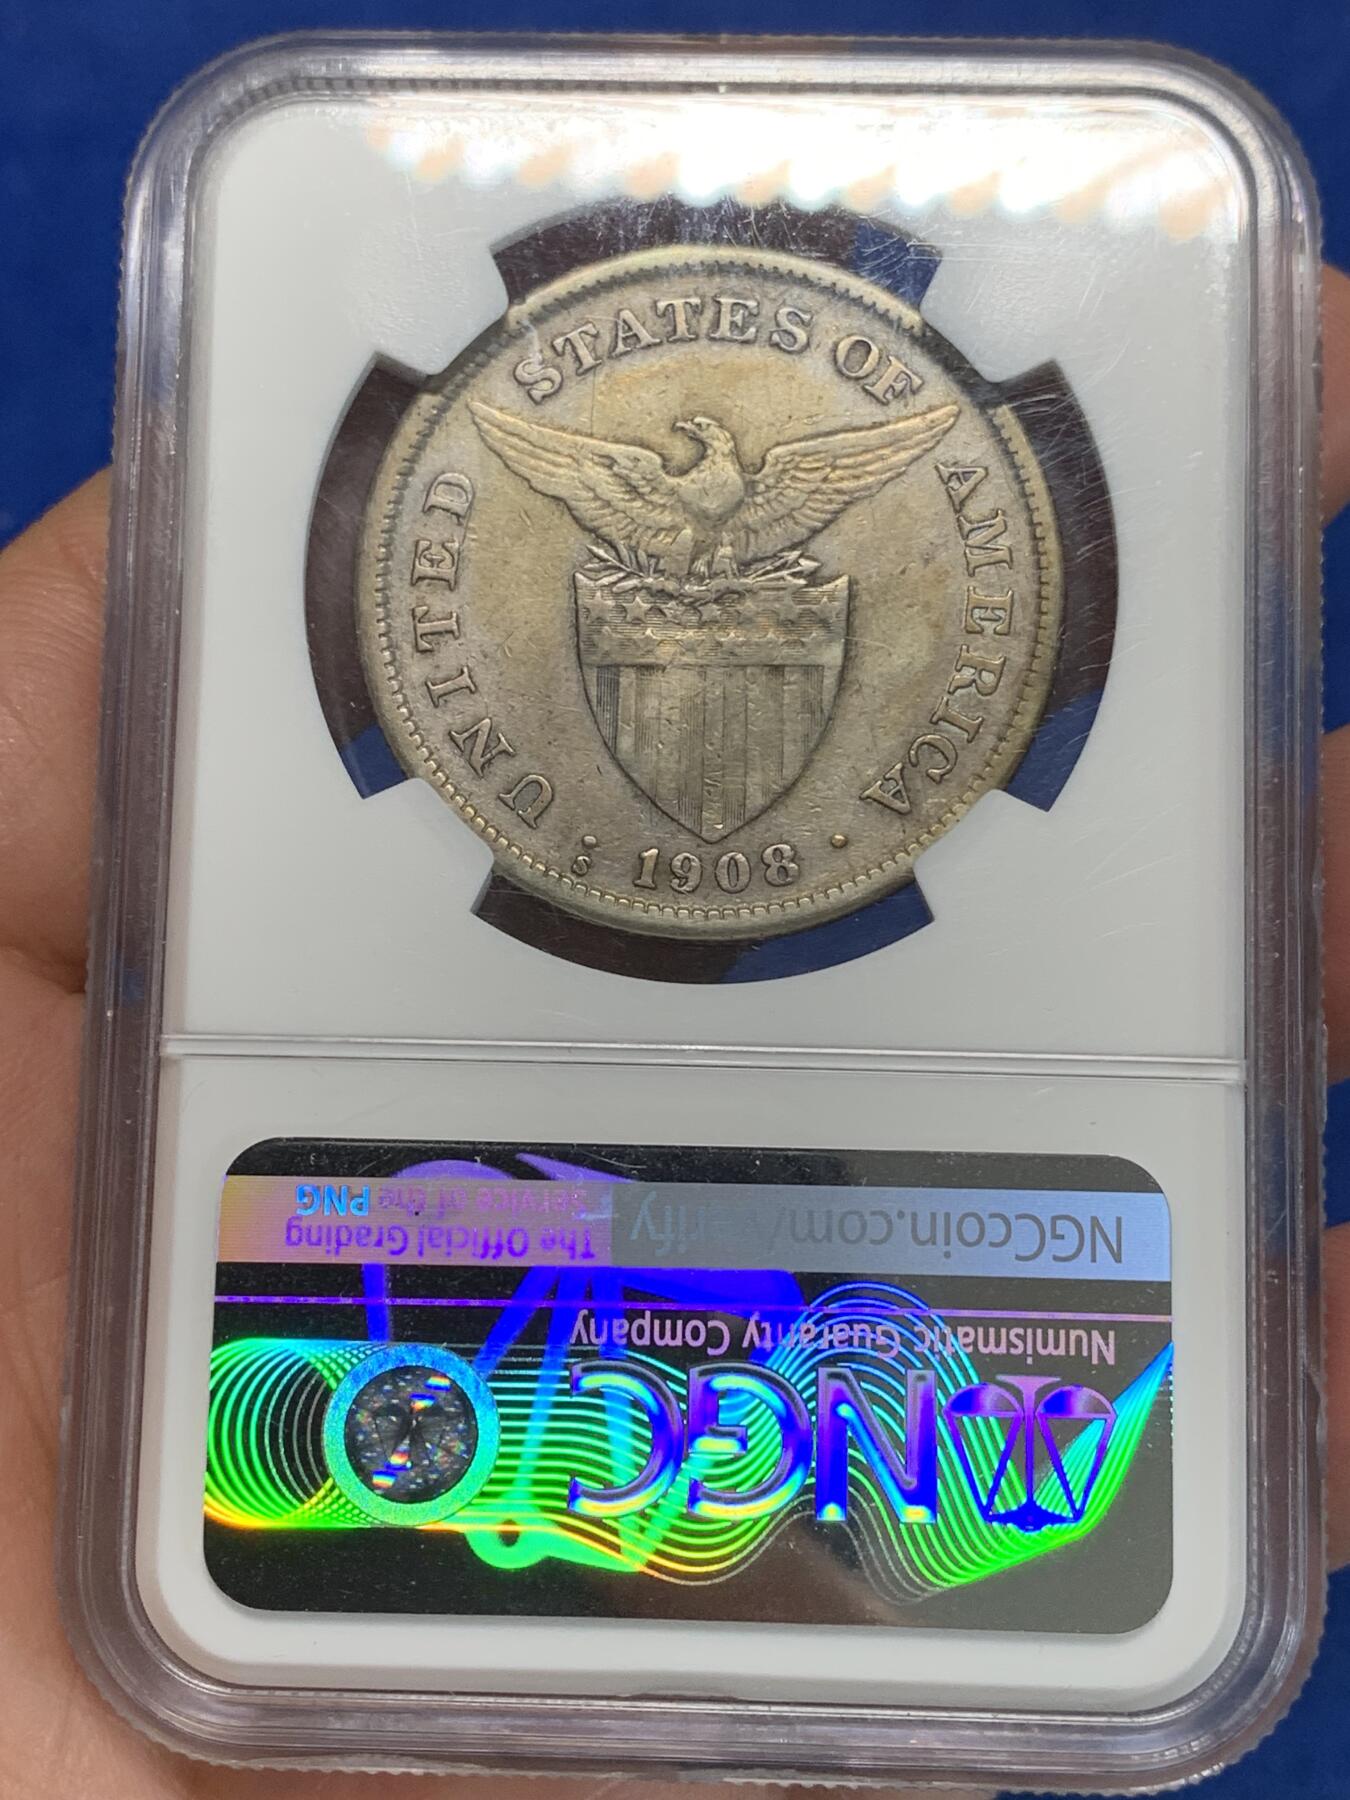 UNITED STATES OF AMERICA
S
• 1908 •
NGC
Numismatic Guaranty Company
NGCcoin.com/verify
The Official Grading
Service of the PNG